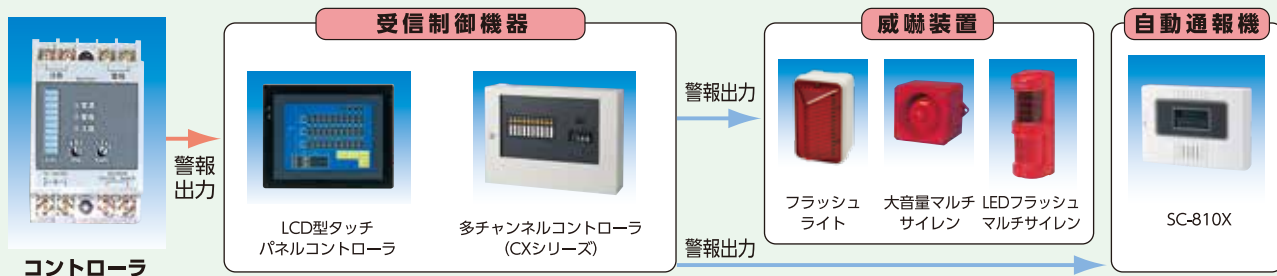 コントローラ
警報
出力
受信制御機器
LCD型タッチ
パネルコントローラ
多チャンネルコントローラ
（CXシリーズ）
警報出力
警報出力
威嚇装置
フラッシュ
ライト
大音量マルチ
サイレン
LEDフラッシュ
マルチサイレン
自動通報機
SC-810X